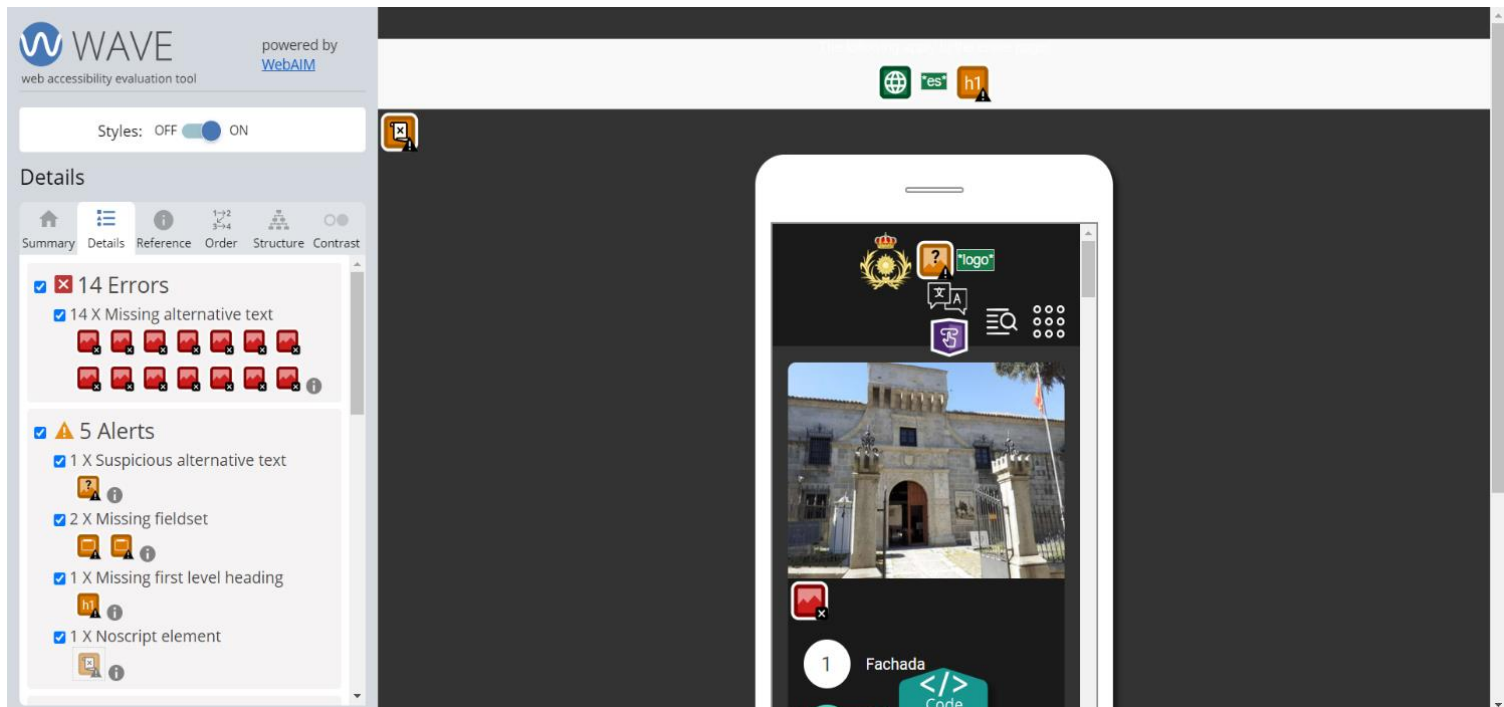 WAVE
web accessibility evaluation tool
powered by
WebAIM
Styles: OFF ON
Details
Summary Details Reference Order Structure Contrast
14 Errors
14 X Missing alternative text
5 Alerts
1 X Suspicious alternative text
2 X Missing fieldset
1 X Missing first level heading
h1
1 X Noscript element
*es* h1
*logo*
1 Fachada
</>
Code